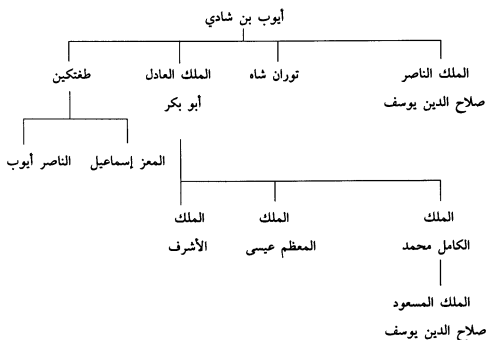 أيوب بن شادي
الملك الناصر
صلاح الدين يوسف
توران شاه
الملك العادل
أبو بكر
طغتكين
المعز إسماعيل
الناصر أيوب
الملك
الكامل محمد
الملك
المعظم عيسى
الملك
الأشرف
الملك المسعود
صلاح الدين يوسف